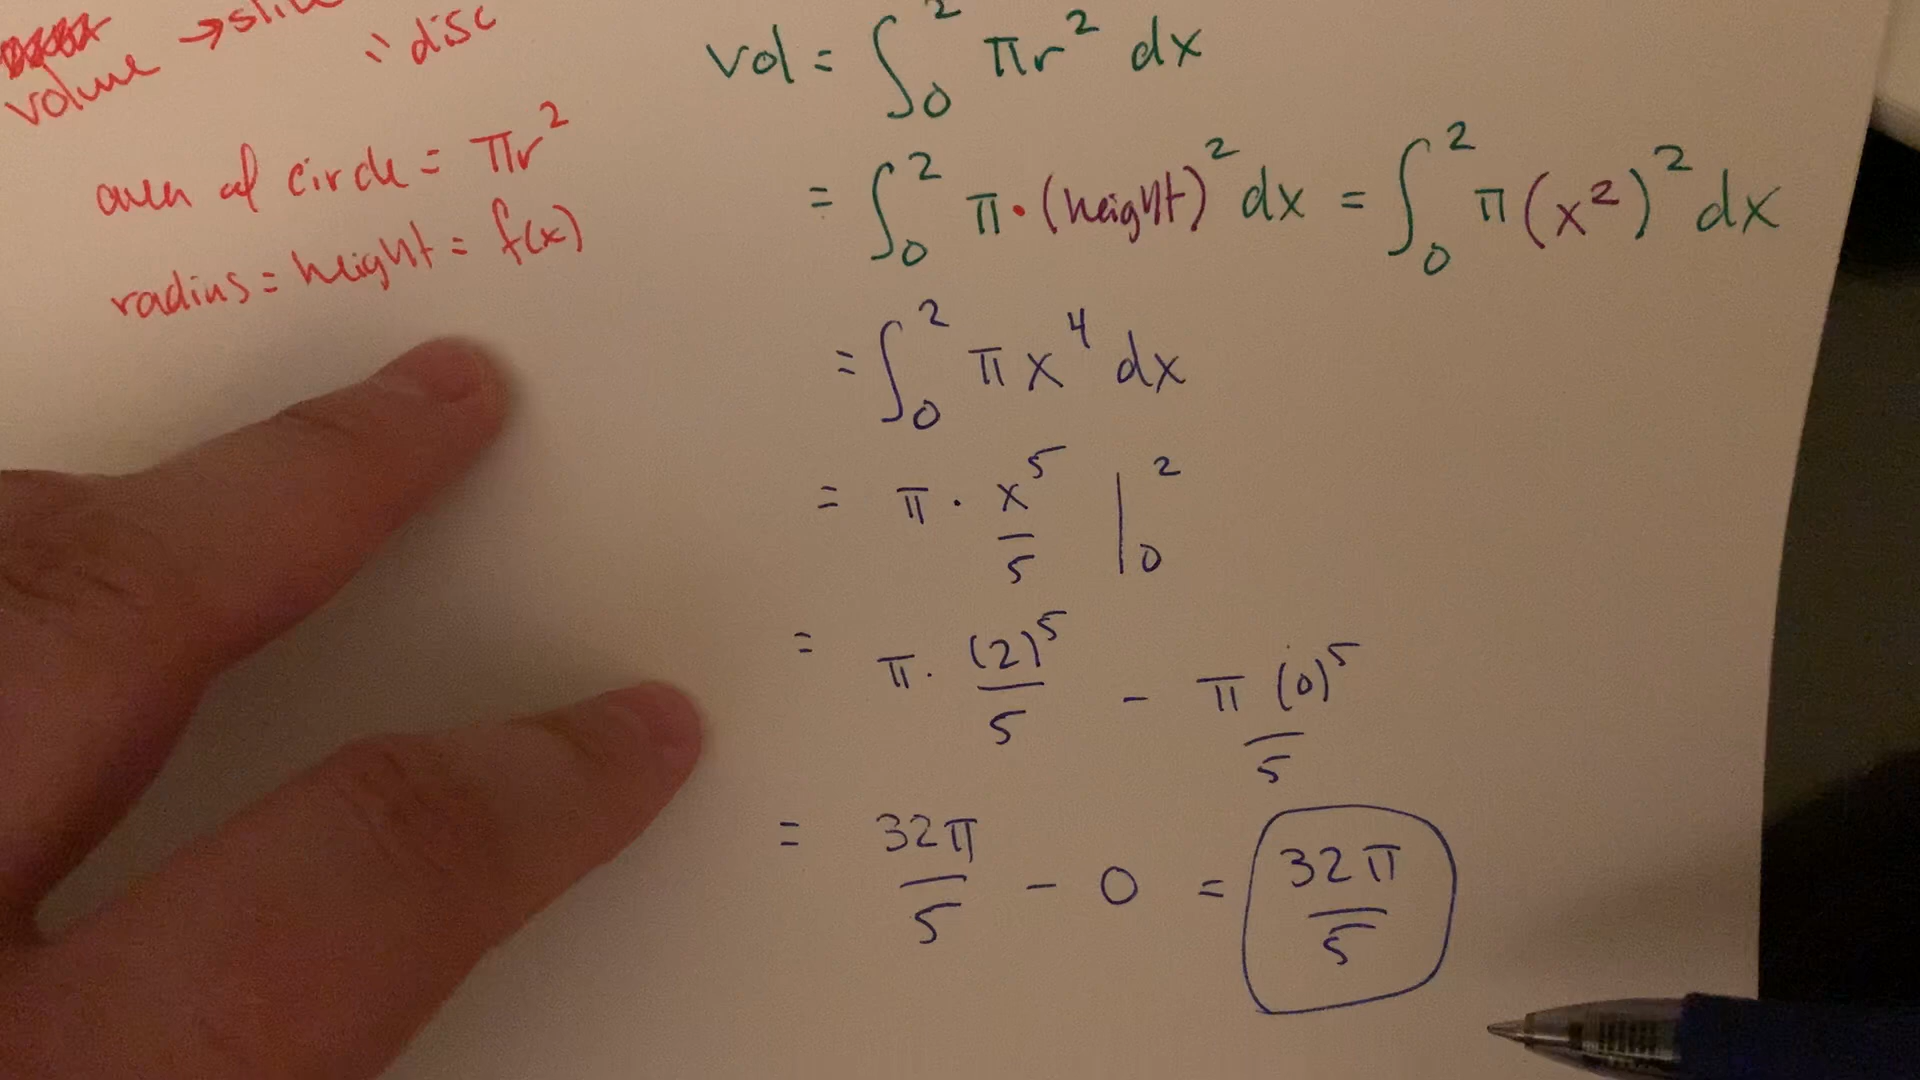 volume →
" disc
area of circle = πr²
radius = height = f(x)
vol = ∫₀² πr² dx
= ∫₀² π·(height)² dx = ∫₀² π(x²)² dx
= ∫₀² πx⁴ dx
= π · x⁵/5 |₀²
= π · (2)⁵/5 - π(0)⁵/5
= 32π/5 - 0 = 32π/5